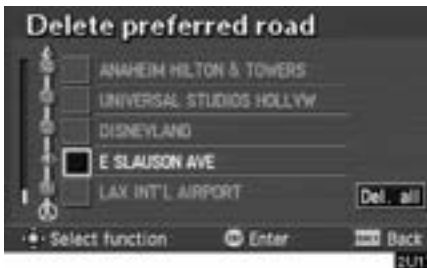 Delete preferred road
ANAHEIM HILTON & TOWERS
UNIVERSAL STUDIOS HOLLYW
DISNEYLAND
E SLAUSON AVE
LAX INT'L AIRPORT
Del. all
Select function Enter Back
2U1